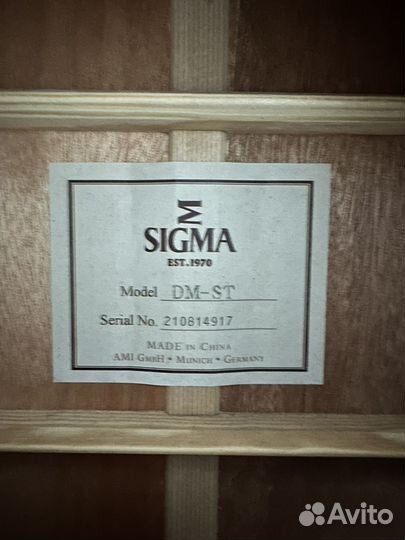 SIGMA
EST.1970
Model DM-ST
Serial No. 210814917
MADE IN CHINA
AMI GMBH • MUNICH • GERMANY
Avito